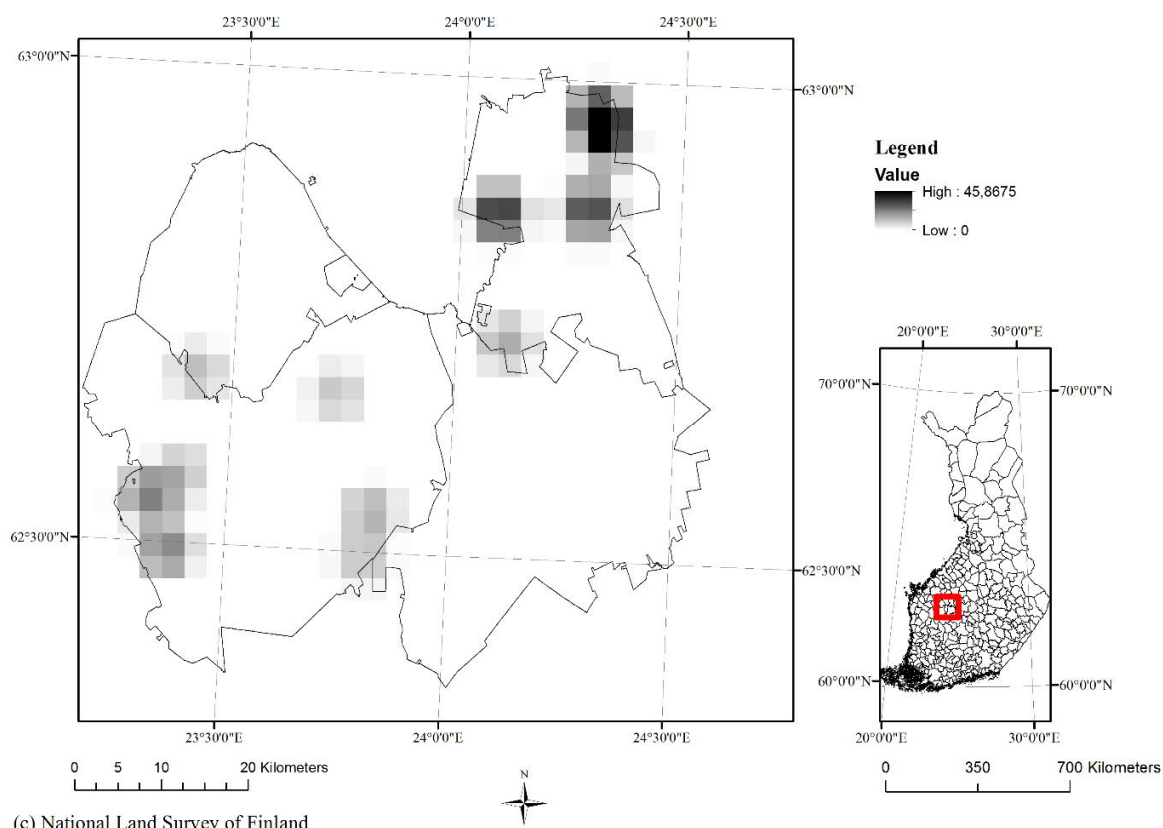 23°30'0"E 24°0'0"E 24°30'0"E
63°0'0"N
63°0'0"N
Legend
Value
High : 45,8675
Low : 0
20°0'0"E 30°0'0"E
70°0'0"N
70°0'0"N
62°30'0"N
62°30'0"N
60°0'0"N
60°0'0"N
23°30'0"E 24°0'0"E 24°30'0"E
20°0'0"E 30°0'0"E
0 5 10 20 Kilometers
0 350 700 Kilometers
N
(c) National Land Survey of Finland